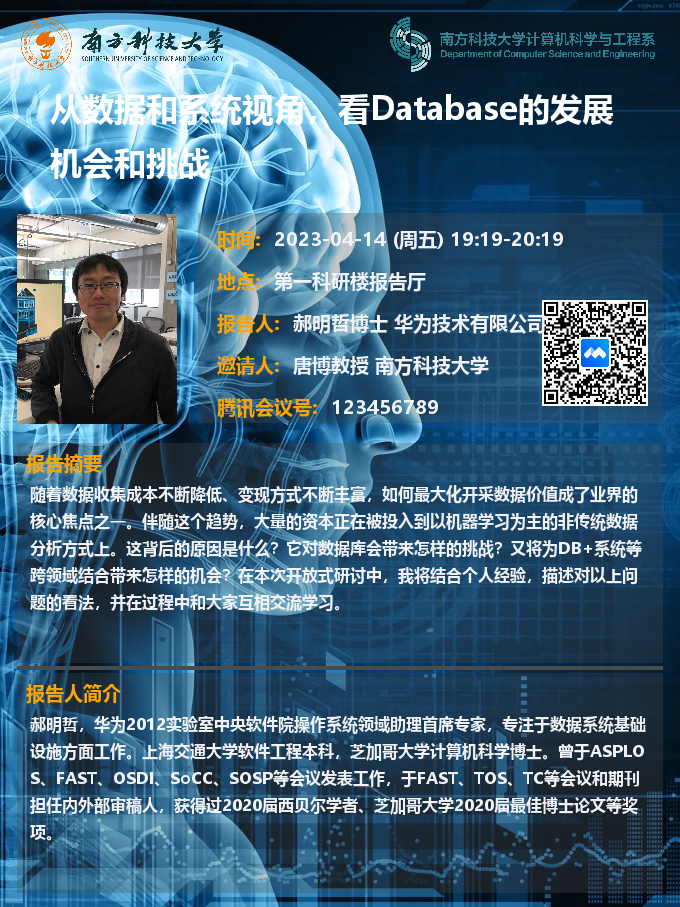 南方科技大学
SOUTHERN UNIVERSITY OF SCIENCE AND TECHNOLOGY
南方科技大学计算机科学与工程系
Department of Computer Science and Engineering
从数据和系统视角，看Database的发展
机会和挑战
时间：2023-04-14 (周五) 19:19-20:19
地点：第一科研楼报告厅
报告人：郝明哲博士 华为技术有限公司
邀请人：唐博教授 南方科技大学
腾讯会议号：123456789
报告摘要
随着数据收集成本不断降低、变现方式不断丰富，如何最大化开采数据价值成了业界的
核心焦点之一。伴随这个趋势，大量的资本正在被投入到以机器学习为主的非传统数据
分析方式上。这背后的原因是什么？它对数据库会带来怎样的挑战？又将为DB+系统等
跨领域结合带来怎样的机会？在本次开放式研讨中，我将结合个人经验，描述对以上问
题的看法，并在过程中和大家互相交流学习。
报告人简介
郝明哲，华为2012实验室中央软件院操作系统领域助理首席专家，专注于数据系统基础
设施方面工作。上海交通大学软件工程本科，芝加哥大学计算机科学博士。曾于ASPLO
S、FAST、OSDI、SoCC、SOSP等会议发表工作，于FAST、TOS、TC等会议和期刊
担任内外部审稿人，获得过2020届西贝尔学者、芝加哥大学2020届最佳博士论文等奖
项。